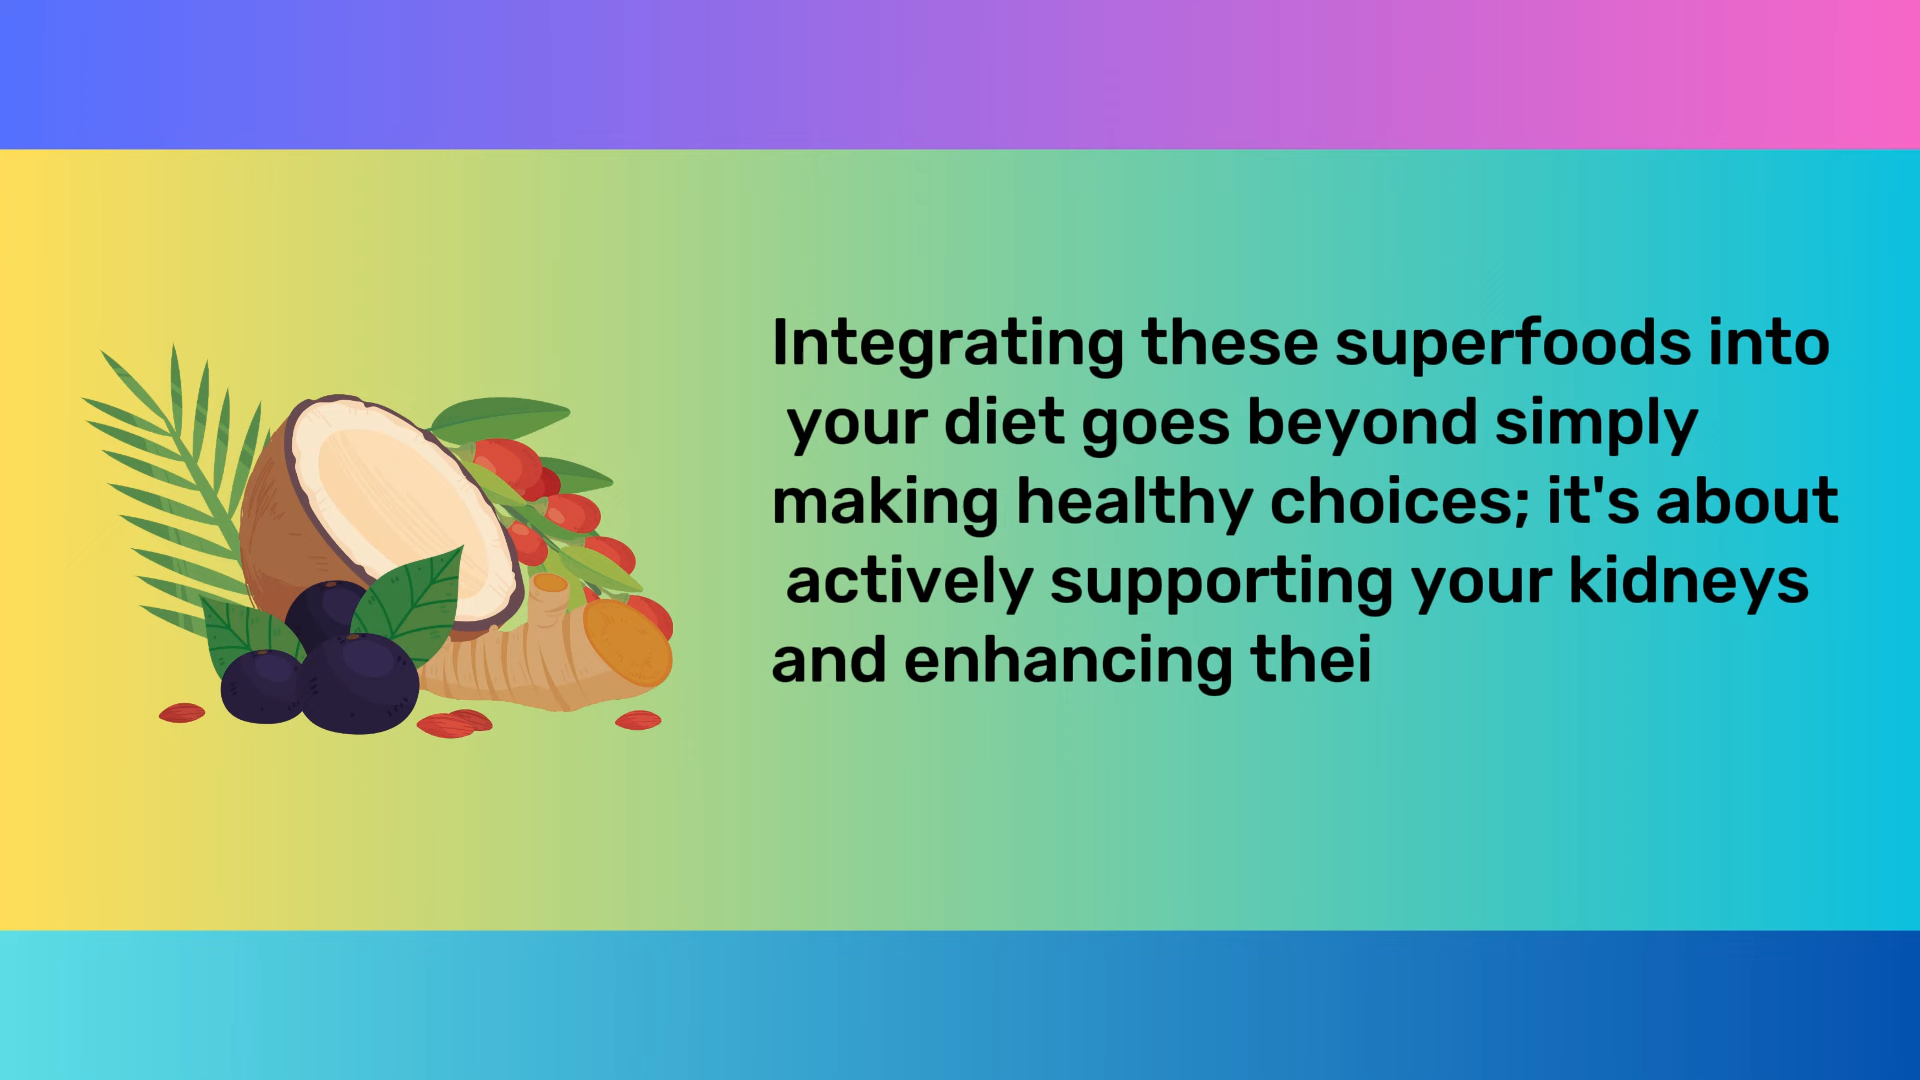 Integrating these superfoods into
your diet goes beyond simply
making healthy choices; it's about
actively supporting your kidneys
and enhancing thei